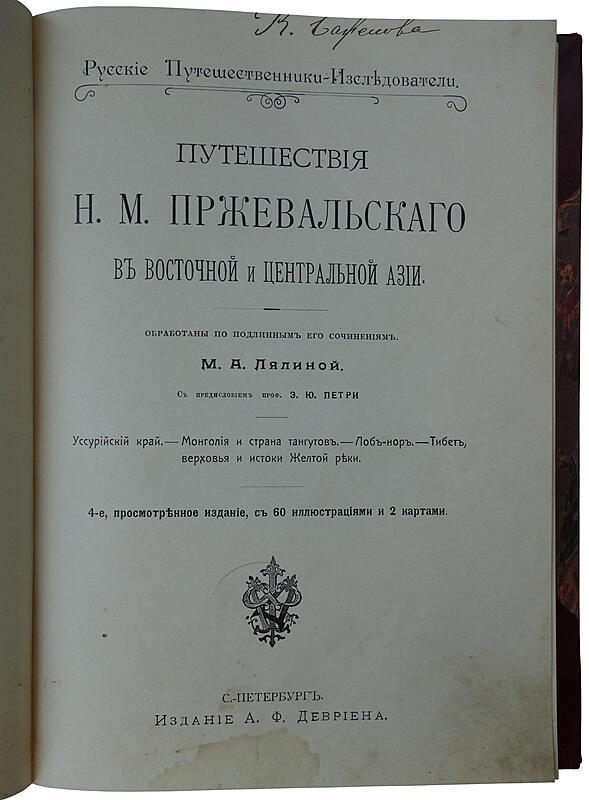 Русскіе Путешественники-Изслѣдователи.
ПУТЕШЕСТВІЯ
Н. М. ПРЖЕВАЛЬСКАГО
ВЪ ВОСТОЧНОЙ и ЦЕНТРАЛЬНОЙ АЗІИ.
ОБРАБОТАНЫ ПО ПОДЛИННЫМЪ ЕГО СОЧИНЕНІЯМЪ.
М. А. Лялиной.
Съ предисловіемъ проф. Э. Ю. ПЕТРИ
Уссурійскій край. — Монголія и страна тангутовъ. — Лобъ-норъ. — Тибетъ,
верховья и истоки Желтой рѣки.
4-е, просмотрѣнное изданіе, съ 60 иллюстраціями и 2 картами.
С.-ПЕТЕРБУРГЪ.
Изданіе А. Ф. ДЕВРІЕНА.